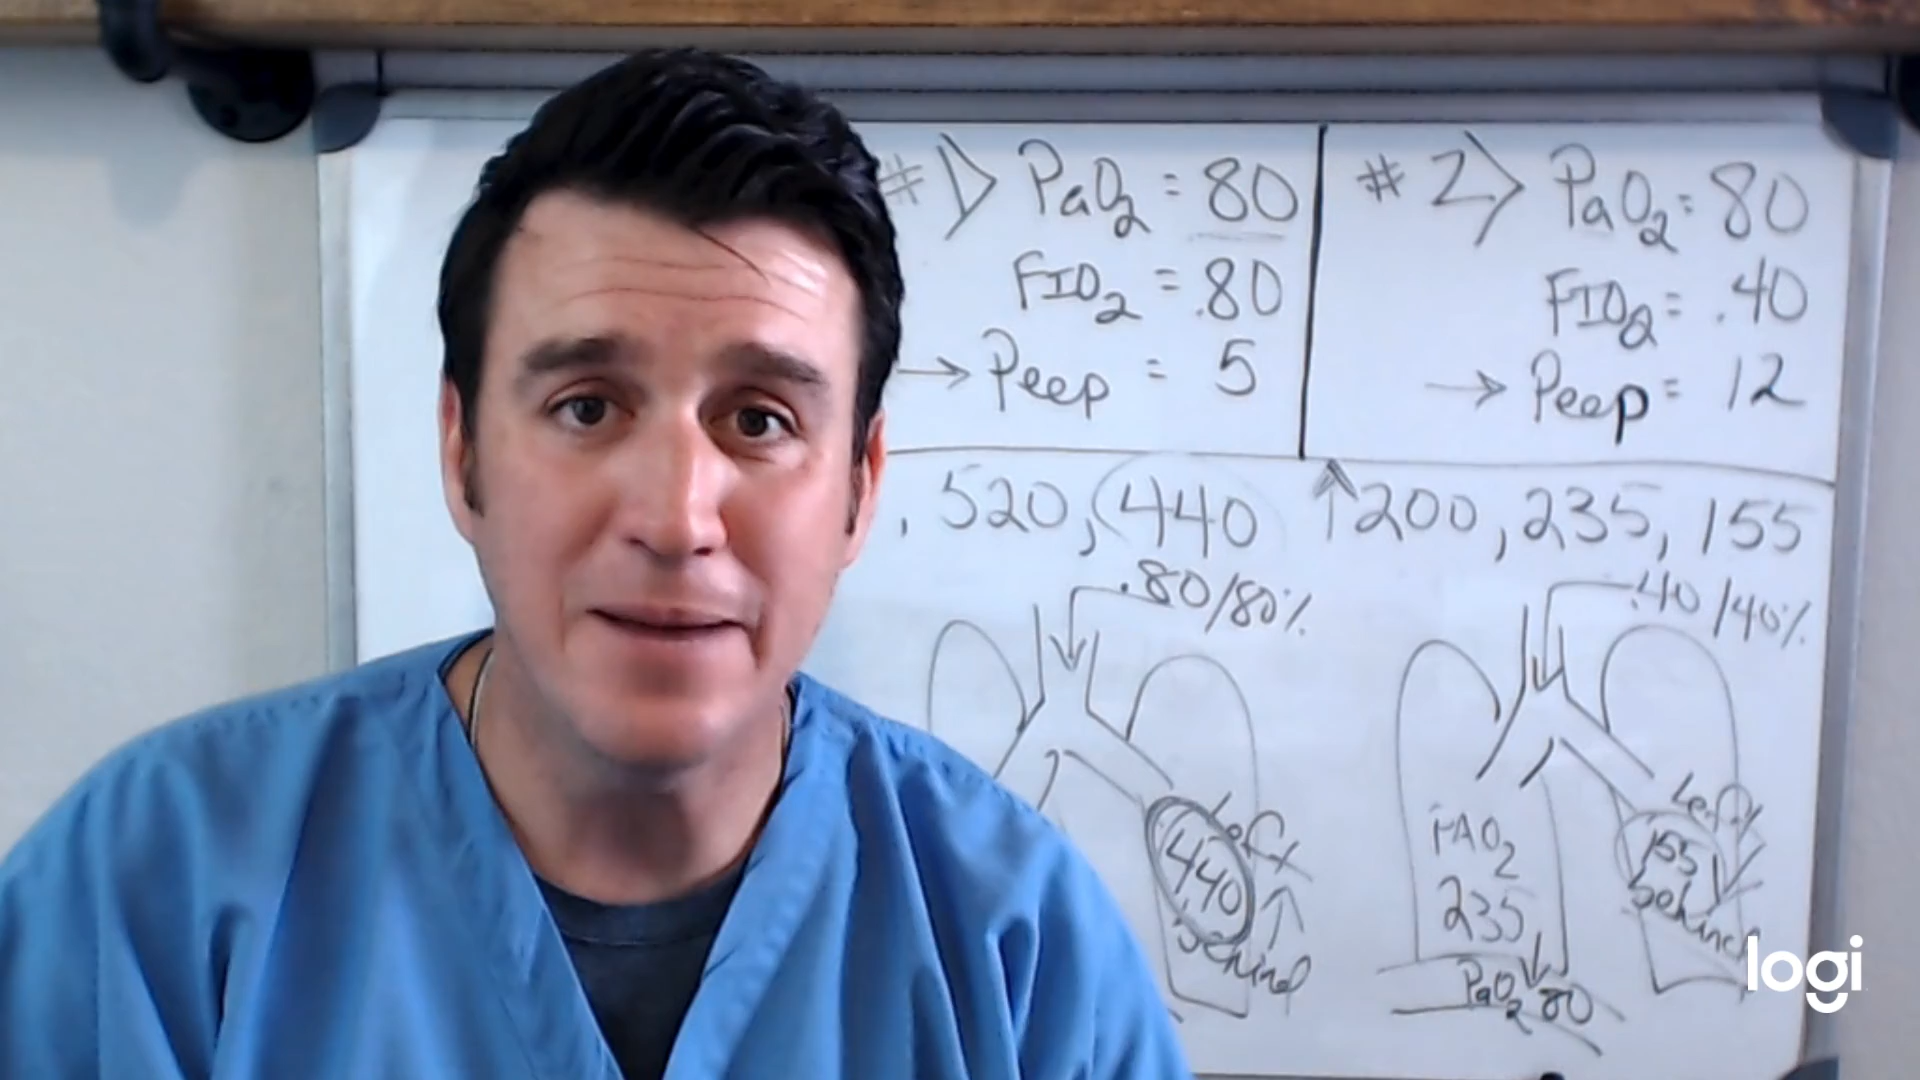 #1> PaO2 = 80
FIO2 = .80
→ Peep = 5
#2> PaO2 = 80
FIO2 = .40
→ Peep = 12
, 520, 440
↑200, 235, 155
.80/80%
Left
440 ↑
behind
.40/40%
PAO2
235
PaO2 80
Left
155
behind
logi